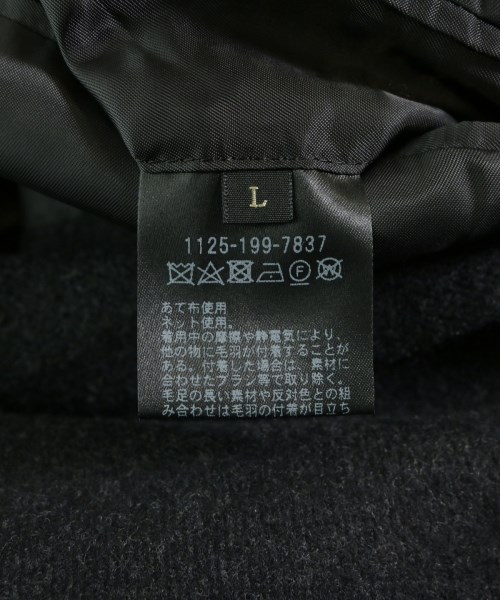 L
1125-199-7837
あて布使用
ネット使用。
着用中の摩擦や静電気により、
他の物に毛羽が付着することが
ある。付着した場合は、素材に
合わせたブラシ等で取り除く。
毛足の長い素材や反対色との組
み合わせは毛羽の付着が目立ち